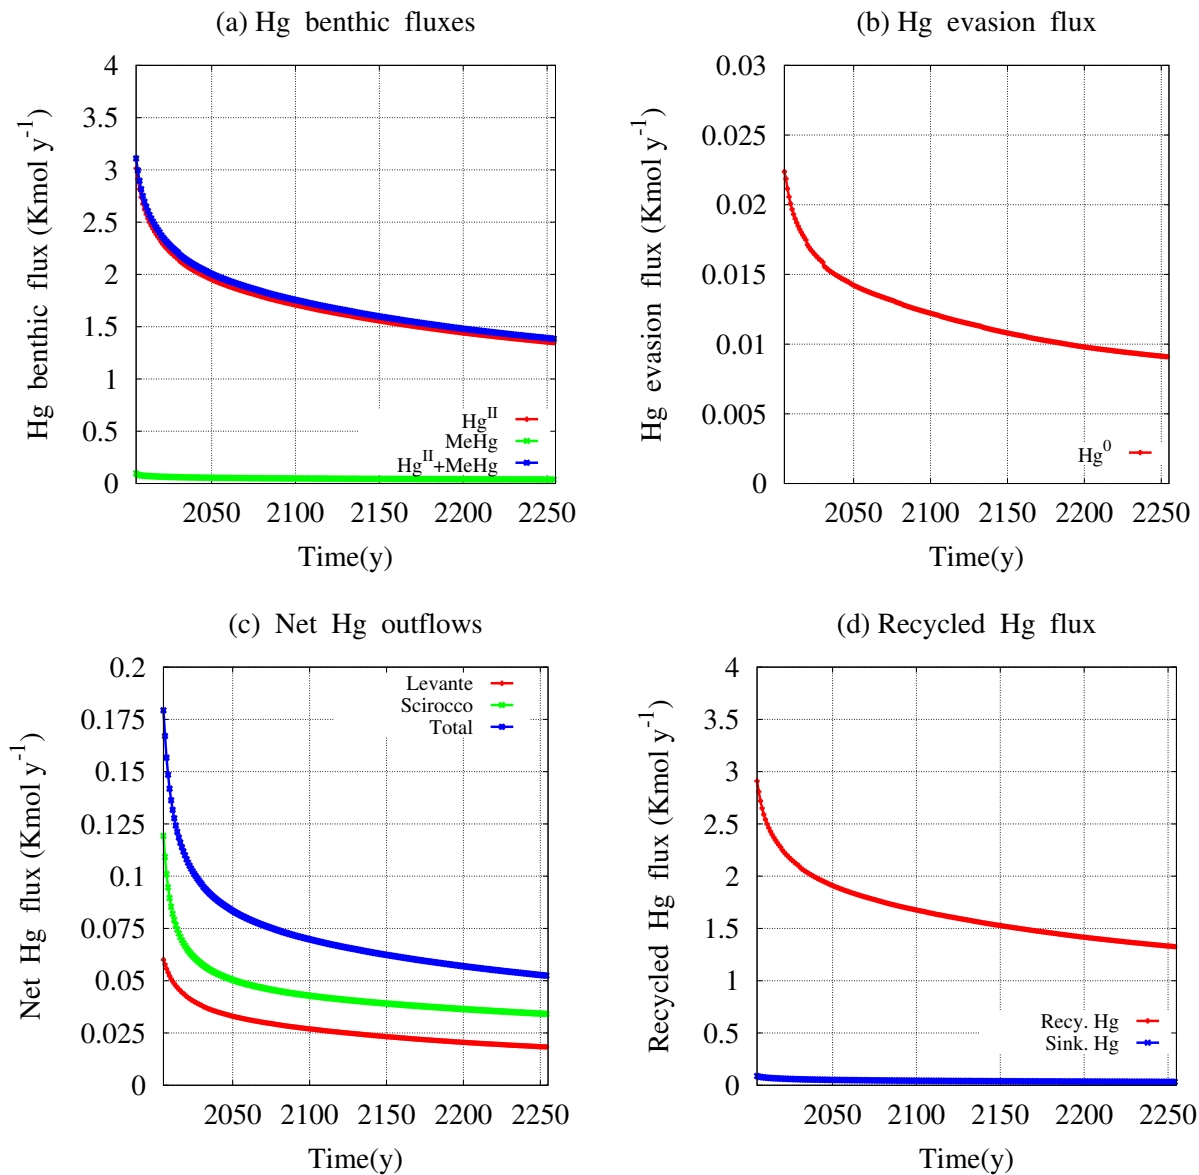 (a) Hg benthic fluxes
Hg benthic flux (Kmol y-1)
4
3.5
3
2.5
2
1.5
1
0.5
0
HgII
MeHg
HgII+MeHg
2050 2100 2150 2200 2250
Time(y)
(b) Hg evasion flux
Hg evasion flux (Kmol y-1)
0.03
0.025
0.02
0.015
0.01
0.005
0
Hg0
2050 2100 2150 2200 2250
Time(y)
(c) Net Hg outflows
Net Hg flux (Kmol y-1)
0.2
0.175
0.15
0.125
0.1
0.075
0.05
0.025
0
Levante
Scirocco
Total
2050 2100 2150 2200 2250
Time(y)
(d) Recycled Hg flux
Recycled Hg flux (Kmol y-1)
4
3.5
3
2.5
2
1.5
1
0.5
0
Recy. Hg
Sink. Hg
2050 2100 2150 2200 2250
Time(y)